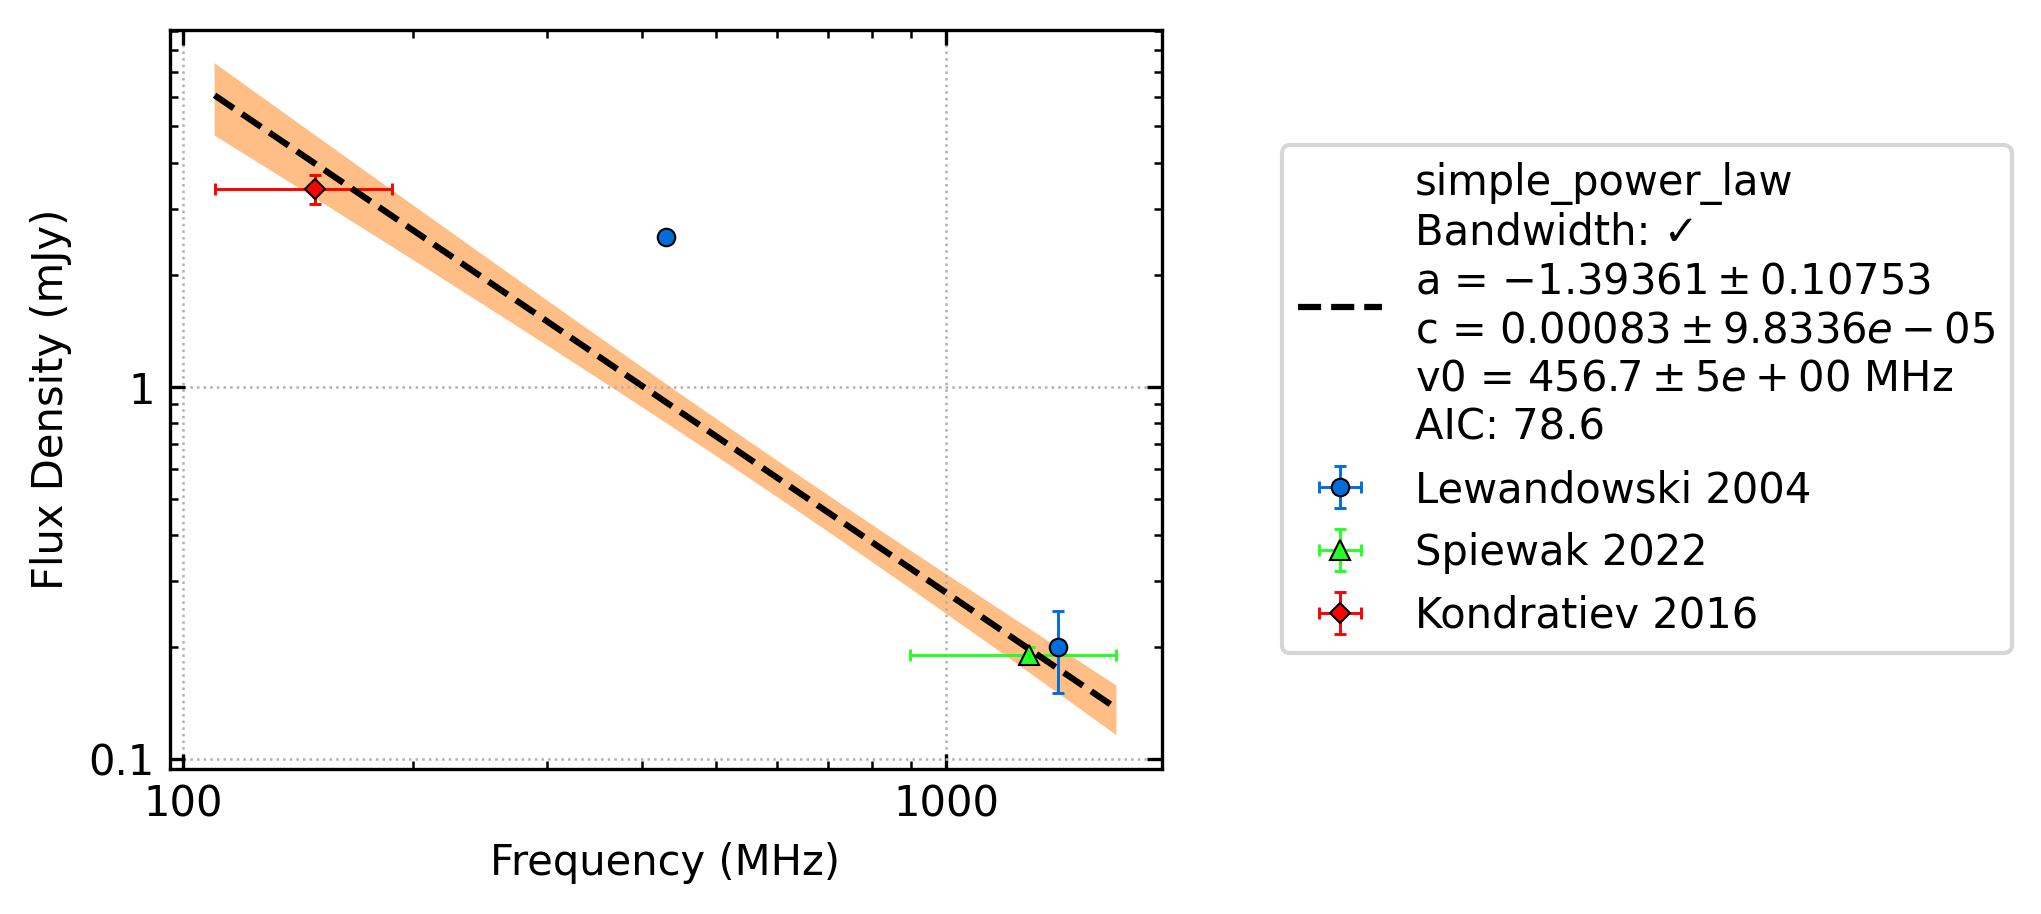 Flux Density (mJy)
1
0.1
100
1000
Frequency (MHz)
simple_power_law
Bandwidth: ✓
a = −1.39361 ± 0.10753
c = 0.00083 ± 9.8336e − 05
v0 = 456.7 ± 5e + 00 MHz
AIC: 78.6
Lewandowski 2004
Spiewak 2022
Kondratiev 2016